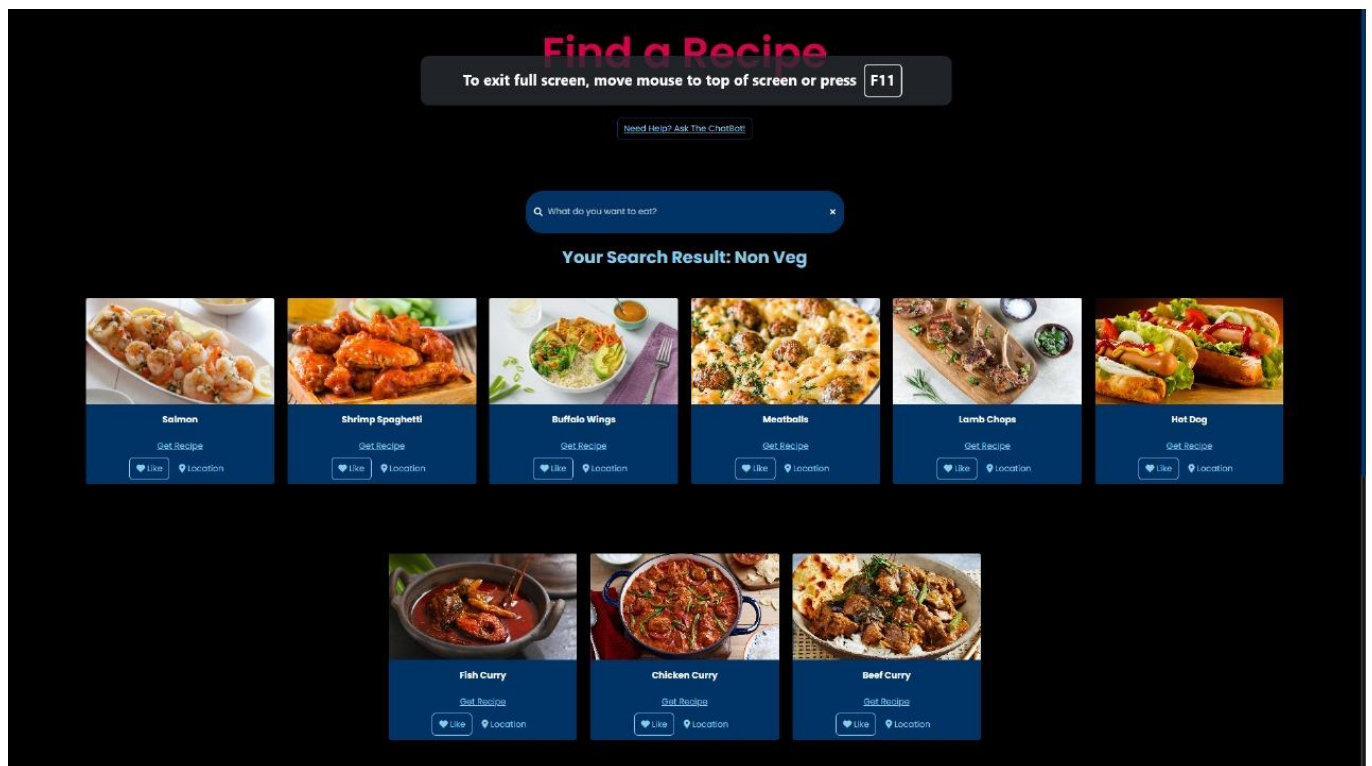 Find a Recipe
To exit full screen, move mouse to top of screen or press F11
Need Help? Ask The ChatBot!
What do you want to eat?
Your Search Result: Non Veg
Salmon
Shrimp Spaghetti
Buffalo Wings
Meatballs
Lamb Chops
Hot Dog
Get Recipe
Get Recipe
Get Recipe
Get Recipe
Get Recipe
Get Recipe
Like Location
Like Location
Like Location
Like Location
Like Location
Like Location
Fish Curry
Chicken Curry
Beef Curry
Get Recipe
Get Recipe
Get Recipe
Like Location
Like Location
Like Location